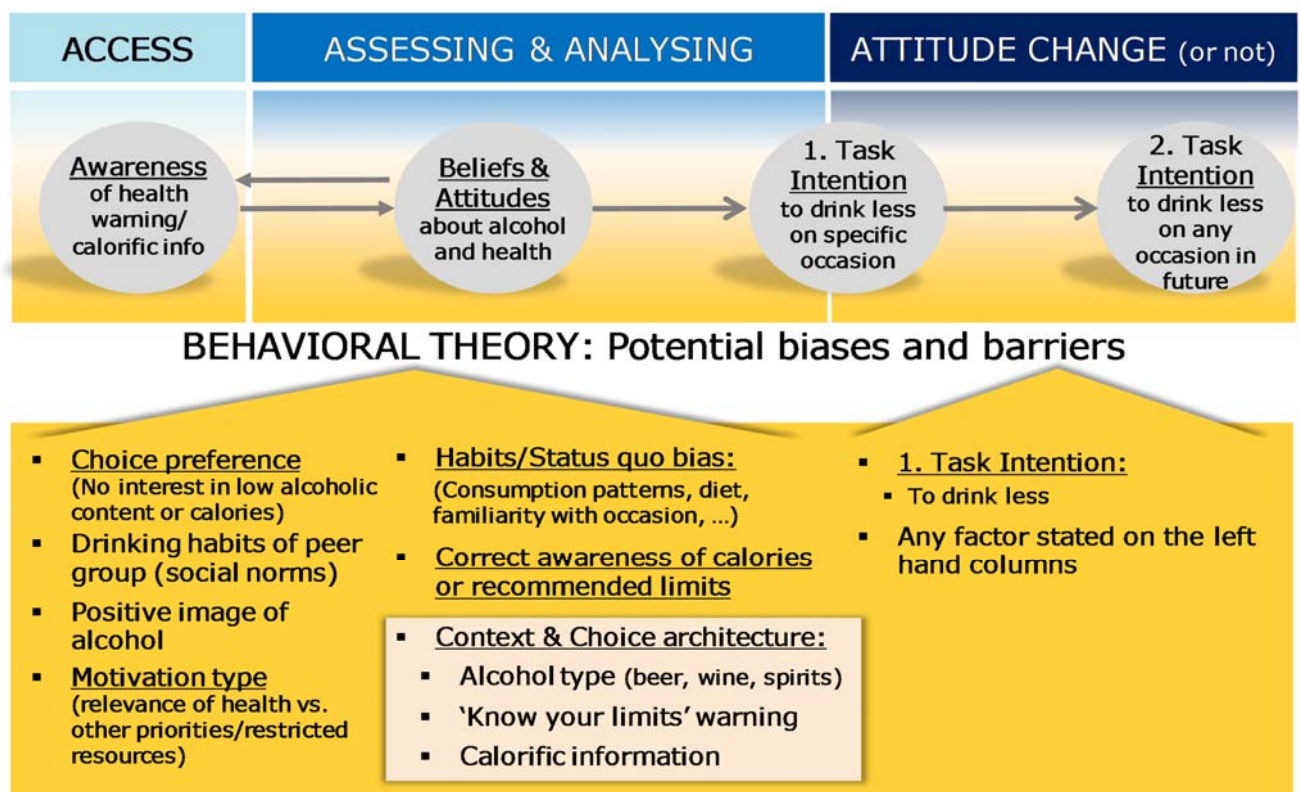 ACCESS
ASSESSING & ANALYSING
ATTITUDE CHANGE (or not)
Awareness
of health
warning/
calorific info
Beliefs &
Attitudes
about alcohol
and health
1. Task
Intention
to drink less
on specific
occasion
2. Task
Intention
to drink less
on any
occasion in
future
BEHAVIORAL THEORY: Potential biases and barriers
▪ Choice preference
(No interest in low alcoholic
content or calories)
▪ Drinking habits of peer
group (social norms)
▪ Positive image of
alcohol
▪ Motivation type
(relevance of health vs.
other priorities/restricted
resources)
▪ Habits/Status quo bias:
(Consumption patterns, diet,
familiarity with occasion, ...)
▪ Correct awareness of calories
or recommended limits
▪ Context & Choice architecture:
▪ Alcohol type (beer, wine, spirits)
▪ ‘Know your limits’ warning
▪ Calorific information
▪ 1. Task Intention:
▪ To drink less
▪ Any factor stated on the left
hand columns